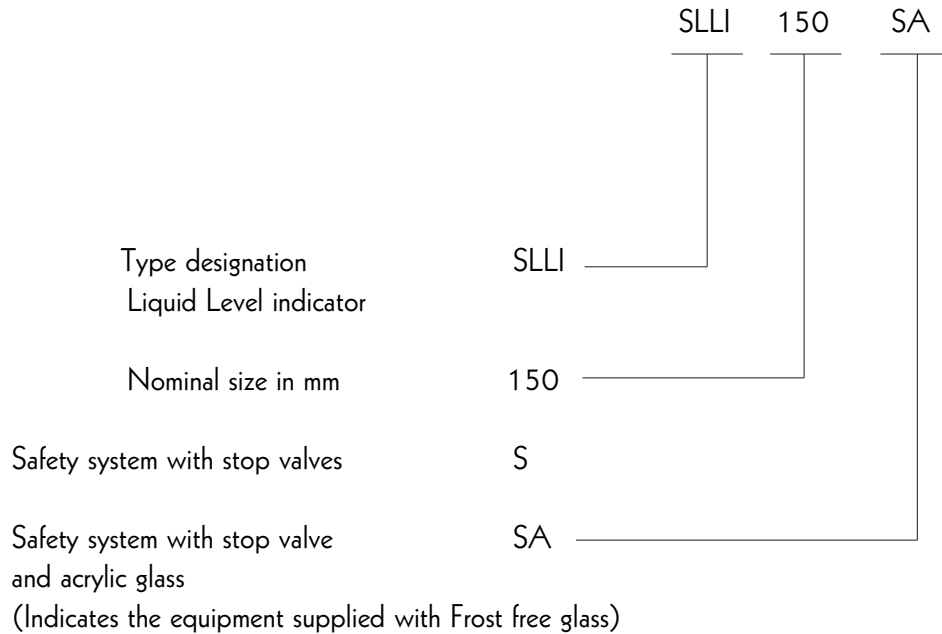 SLLI 150 SA
Type designation SLLI
Liquid Level indicator
Nominal size in mm 150
Safety system with stop valves S
Safety system with stop valve SA
and acrylic glass
(Indicates the equipment supplied with Frost free glass)